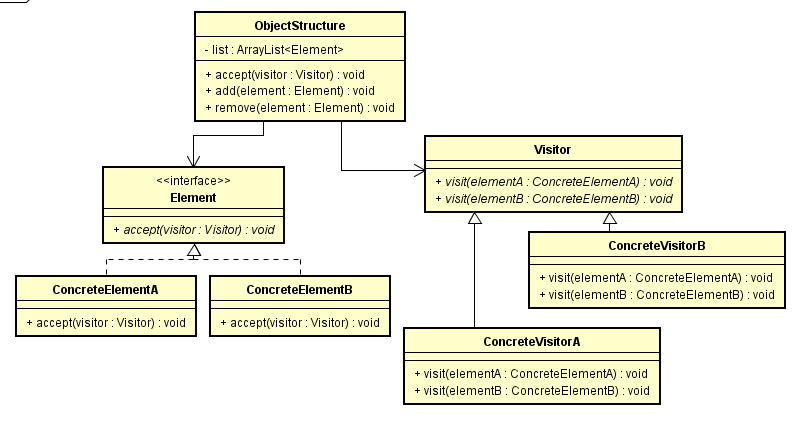 ObjectStructure
- list : ArrayList<Element>
+ accept(visitor : Visitor) : void
+ add(element : Element) : void
+ remove(element : Element) : void
<<interface>>
Element
+ accept(visitor : Visitor) : void
Visitor
+ visit(elementA : ConcreteElementA) : void
+ visit(elementB : ConcreteElementB) : void
ConcreteElementA
+ accept(visitor : Visitor) : void
ConcreteElementB
+ accept(visitor : Visitor) : void
ConcreteVisitorB
+ visit(elementA : ConcreteElementA) : void
+ visit(elementB : ConcreteElementB) : void
ConcreteVisitorA
+ visit(elementA : ConcreteElementA) : void
+ visit(elementB : ConcreteElementB) : void